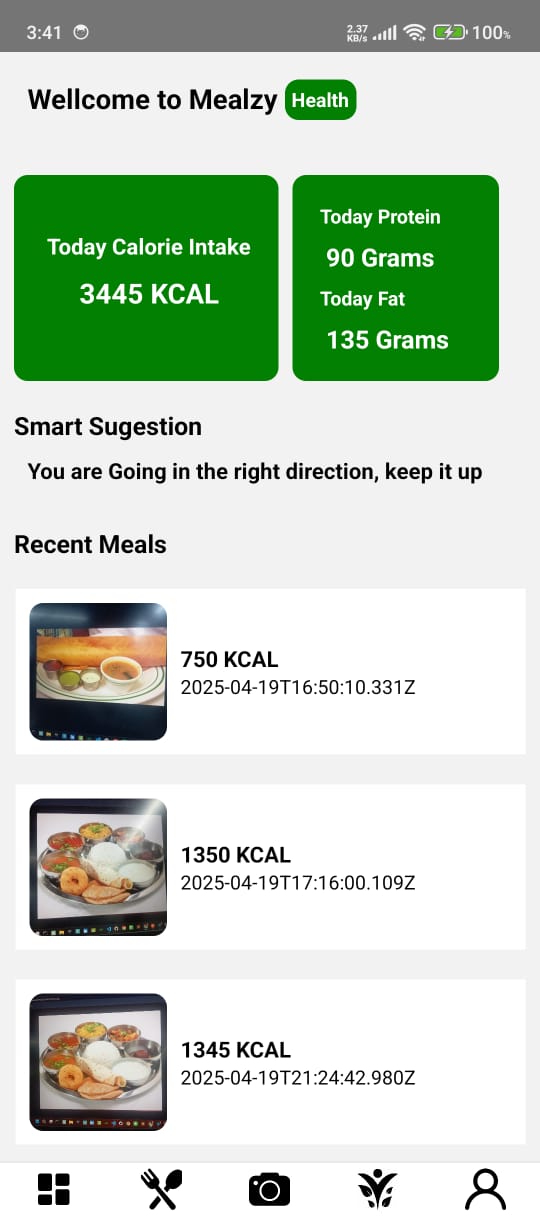 3:41
2.37
KB/s
100%
Wellcome to Mealzy Health
Today Calorie Intake
3445 KCAL
Today Protein
90 Grams
Today Fat
135 Grams
Smart Sugestion
You are Going in the right direction, keep it up
Recent Meals
750 KCAL
2025-04-19T16:50:10.331Z
1350 KCAL
2025-04-19T17:16:00.109Z
1345 KCAL
2025-04-19T21:24:42.980Z